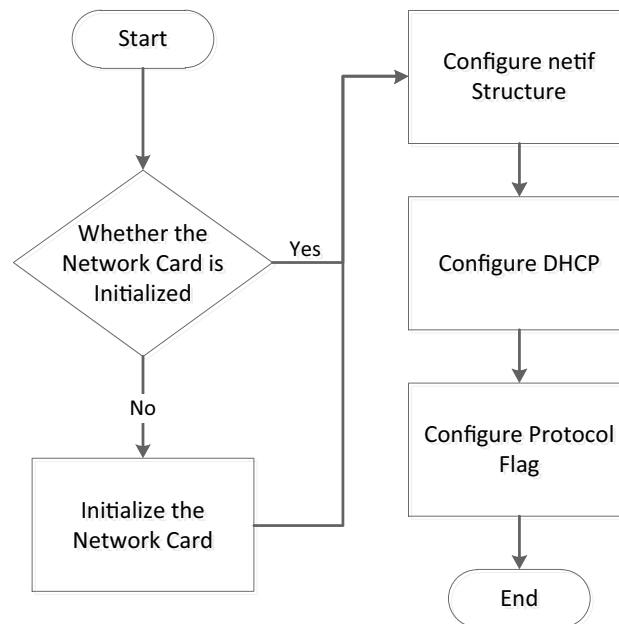 Start
Whether the
Network Card is
Initialized
Yes
No
Initialize the
Network Card
Configure netif
Structure
Configure DHCP
Configure Protocol
Flag
End